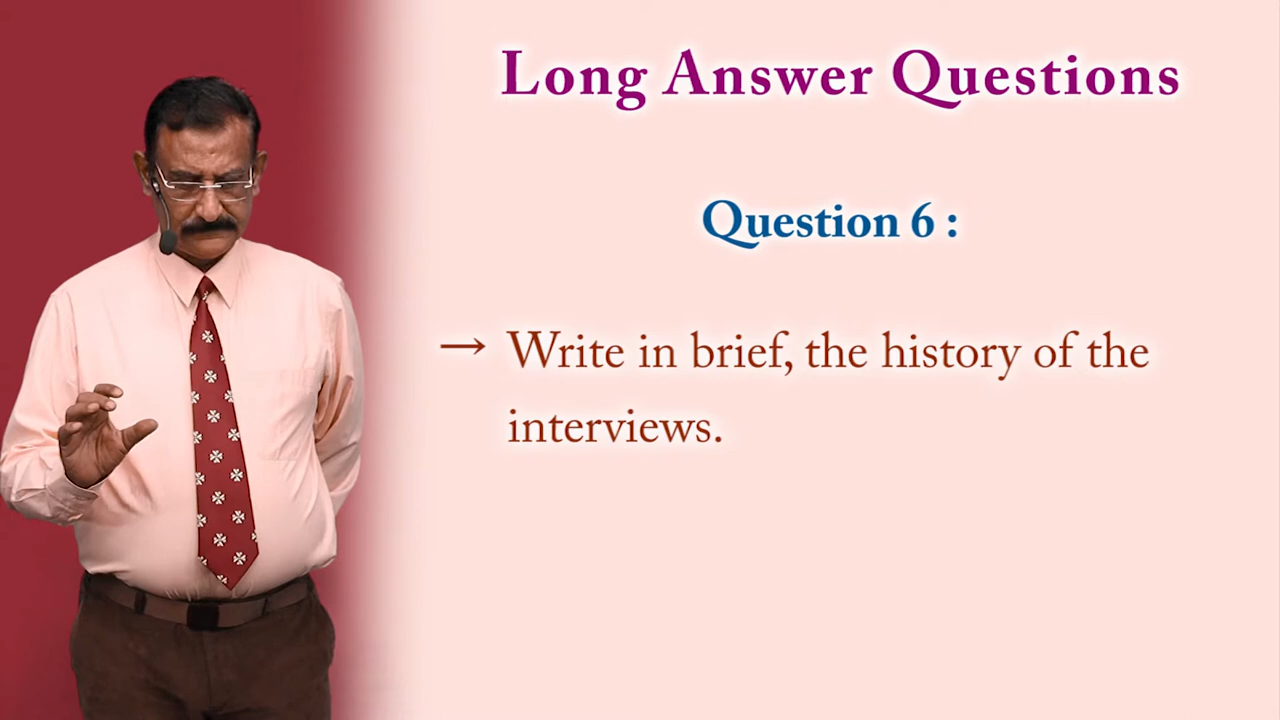 Long Answer Questions
Question 6 :
→ Write in brief, the history of the
interviews.